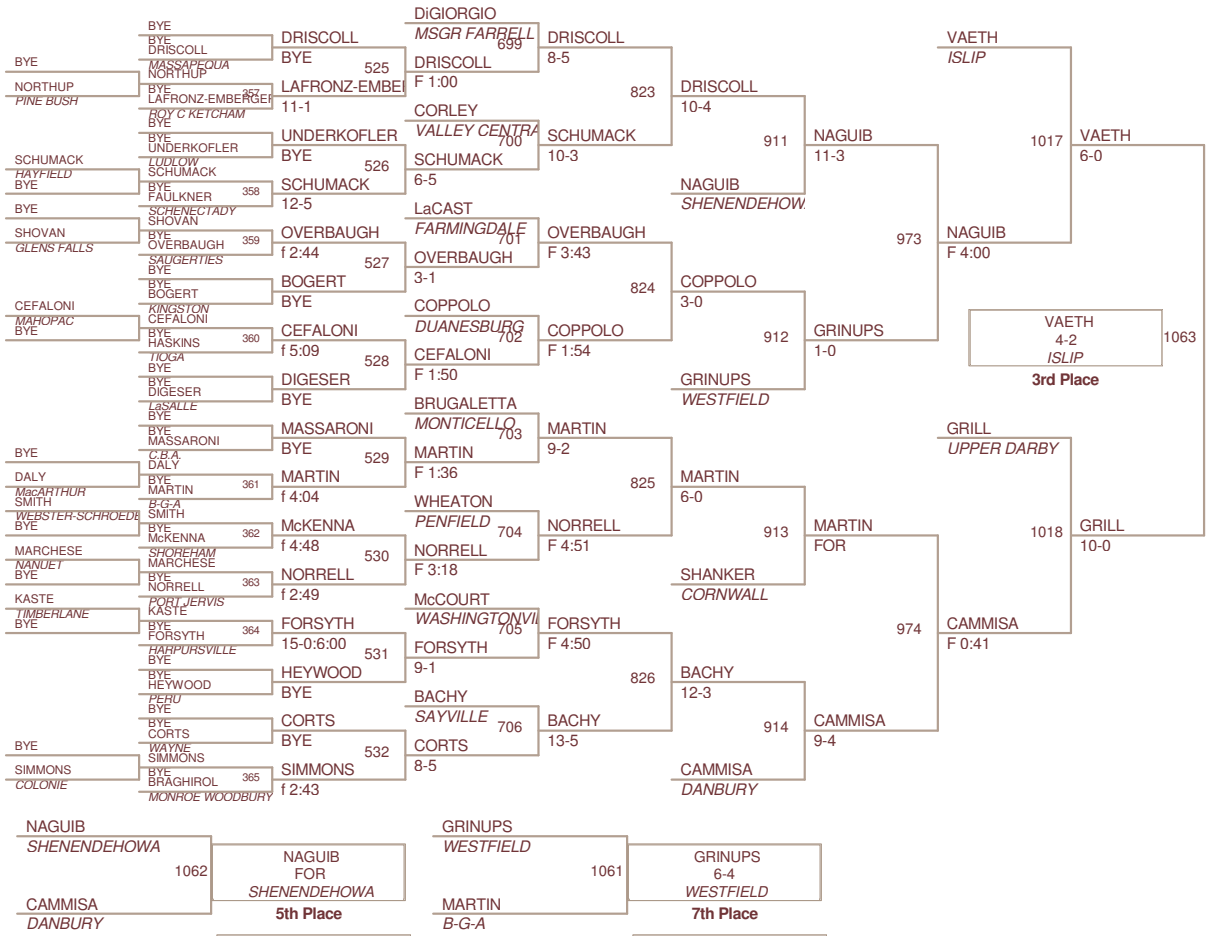 BYE
NORTHUP
PINE BUSH
SCHUMACK
HAYFIELD
BYE
BYE
SHOVAN
GLENS FALLS
CEFALONI
MAHOPAC
BYE
BYE
DALY
MacARTHUR
SMITH
WEBSTER-SCHROEDE
BYE
MARCHESE
NANUET
BYE
KASTE
TIMBERLANE
BYE
BYE
SIMMONS
COLONIE
BYE
BYE
DRISCOLL
MASSAPEQUA
NORTHUP
BYE
357
LAFRONZ-EMBERGER
ROY C KETCHAM
BYE
BYE
UNDERKOFLER
LUDLOW
SCHUMACK
BYE
358
FAULKNER
SCHENECTADY
SHOVAN
BYE
359
OVERBAUGH
SAUGERTIES
BYE
BYE
BOGERT
KINGSTON
CEFALONI
BYE
360
HASKINS
TIOGA
BYE
BYE
DIGESER
LaSALLE
BYE
BYE
MASSARONI
C.B.A.
DALY
BYE
361
MARTIN
B-G-A
SMITH
BYE
362
McKENNA
SHOREHAM
MARCHESE
BYE
363
NORRELL
PORT JERVIS
KASTE
BYE
364
FORSYTH
HARPURSVILLE
BYE
BYE
HEYWOOD
PERU
BYE
BYE
CORTS
WAYNE
SIMMONS
BYE
365
BRAGHIROL
MONROE WOODBURY
DRISCOLL
BYE
525
LAFRONZ-EMBE
11-1
UNDERKOFLER
BYE
526
SCHUMACK
12-5
OVERBAUGH
f 2:44
527
BOGERT
BYE
CEFALONI
f 5:09
528
DIGESER
BYE
MASSARONI
BYE
529
MARTIN
f 4:04
McKENNA
f 4:48
530
NORRELL
f 2:49
FORSYTH
15-0:6:00
531
HEYWOOD
BYE
CORTS
BYE
532
SIMMONS
f 2:43
DiGIORGIO
MSGR FARRELL
699
DRISCOLL
F 1:00
CORLEY
VALLEY CENTRA
700
SCHUMACK
6-5
LaCAST
FARMINGDALE
701
OVERBAUGH
3-1
COPPOLO
DUANESBURG
702
CEFALONI
F 1:50
BRUGALETTA
MONTICELLO
703
MARTIN
F 1:36
WHEATON
PENFIELD
704
NORRELL
F 3:18
McCOURT
WASHINGTONVIL
705
FORSYTH
9-1
BACHY
SAYVILLE
706
CORTS
8-5
DRISCOLL
8-5
823
SCHUMACK
10-3
OVERBAUGH
F 3:43
824
COPPOLO
F 1:54
MARTIN
9-2
825
NORRELL
F 4:51
FORSYTH
F 4:50
826
BACHY
13-5
DRISCOLL
10-4
911
NAGUIB
SHENENDEHOW
COPPOLO
3-0
912
GRINUPS
WESTFIELD
MARTIN
6-0
913
SHANKER
CORNWALL
BACHY
12-3
914
CAMMISA
DANBURY
NAGUIB
11-3
973
GRINUPS
1-0
MARTIN
FOR
974
CAMMISA
9-4
VAETH
ISLIP
1017
NAGUIB
F 4:00
GRILL
UPPER DARBY
1018
CAMMISA
F 0:41
VAETH
6-0
GRILL
10-0
VAETH
4-2
ISLIP
1063
3rd Place
NAGUIB
SHENENDEHOWA
1062
CAMMISA
DANBURY
NAGUIB
FOR
SHENENDEHOWA
5th Place
GRINUPS
WESTFIELD
1061
MARTIN
B-G-A
GRINUPS
6-4
WESTFIELD
7th Place